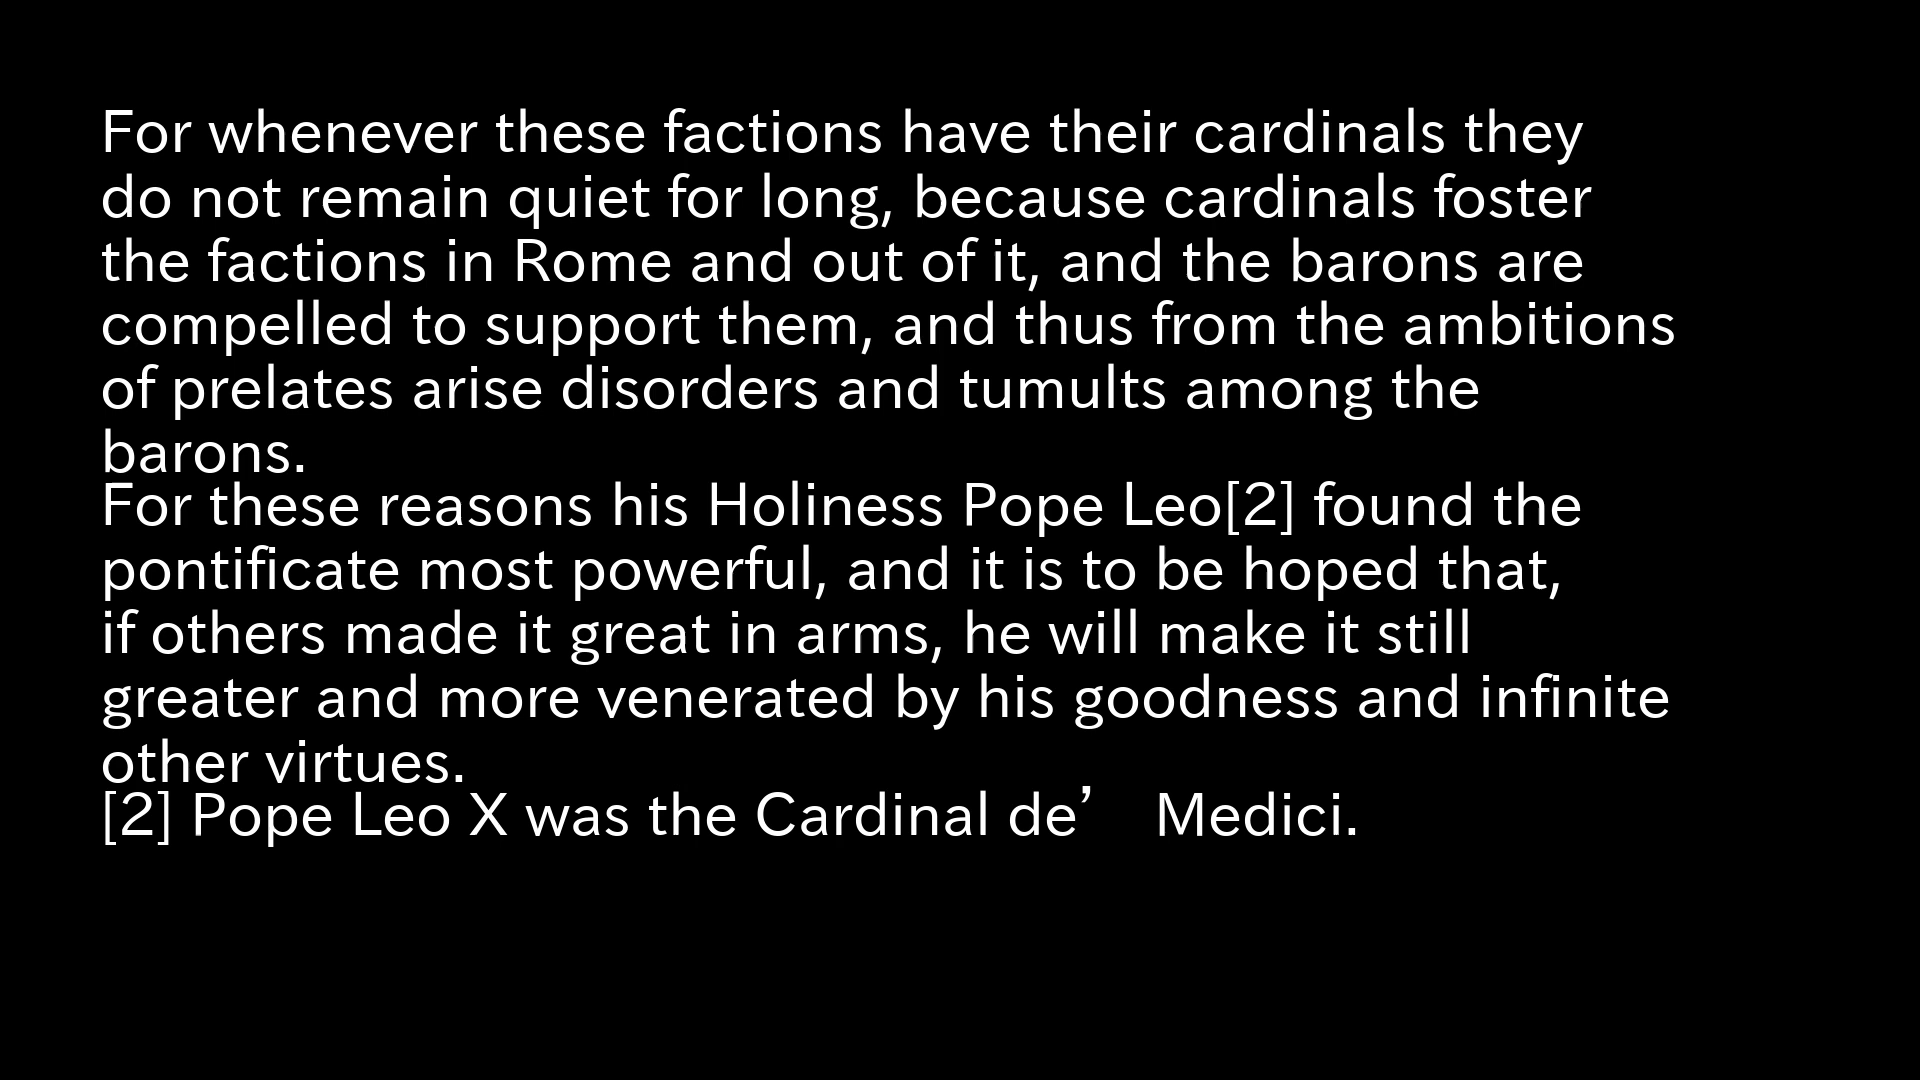 For whenever these factions have their cardinals they
do not remain quiet for long, because cardinals foster
the factions in Rome and out of it, and the barons are
compelled to support them, and thus from the ambitions
of prelates arise disorders and tumults among the
barons.
For these reasons his Holiness Pope Leo[2] found the
pontificate most powerful, and it is to be hoped that,
if others made it great in arms, he will make it still
greater and more venerated by his goodness and infinite
other virtues.
[2] Pope Leo X was the Cardinal de’ Medici.